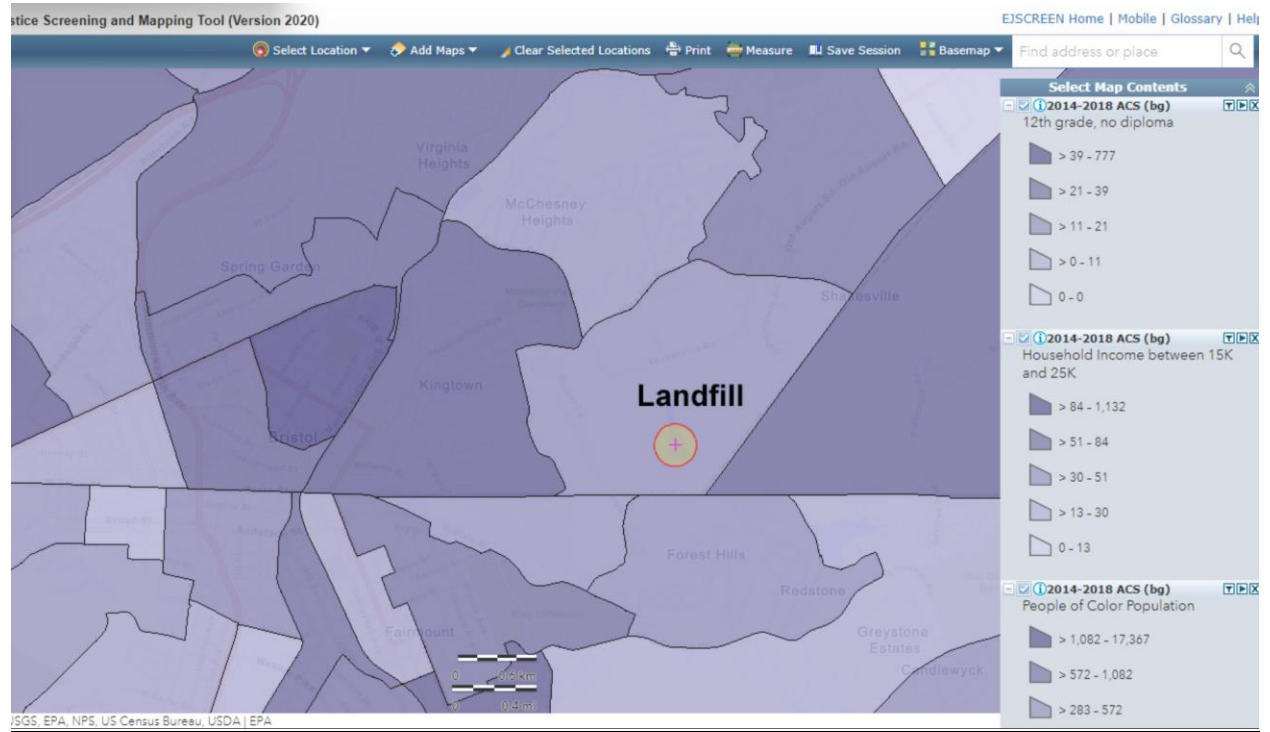 stice Screening and Mapping Tool (Version 2020)
EJSCREEN Home | Mobile | Glossary | Help
Select Location Add Maps Clear Selected Locations Print Measure Save Session Basemap Find address or place
Select Map Contents
2014-2018 ACS (bg)
12th grade, no diploma
> 39 - 777
> 21 - 39
> 11 - 21
> 0 - 11
0 - 0
2014-2018 ACS (bg)
Household Income between 15K
and 25K
> 84 - 1,132
> 51 - 84
> 30 - 51
> 13 - 30
0 - 13
2014-2018 ACS (bg)
People of Color Population
> 1,082 - 17,367
> 572 - 1,082
> 283 - 572
Virginia
Heights
McChesney
Heights
Spring Garden
Shakesville
Kingtown
Landfill
Bristol
Forest Hills
Redstone
Fairmount
Greystone
Estates
Candlewyck
0 0.6 km
0 0.4 mi
USGS, EPA, NPS, US Census Bureau, USDA | EPA